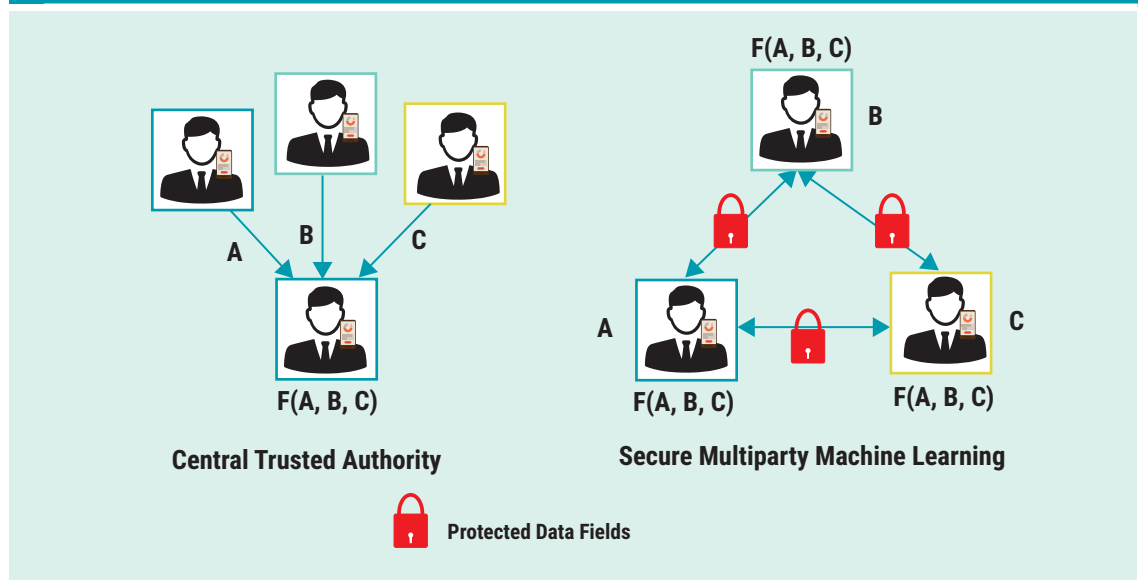 F(A, B, C)
B
A
B
C
A
C
F(A, B, C)
F(A, B, C)
F(A, B, C)
Central Trusted Authority
Secure Multiparty Machine Learning
Protected Data Fields